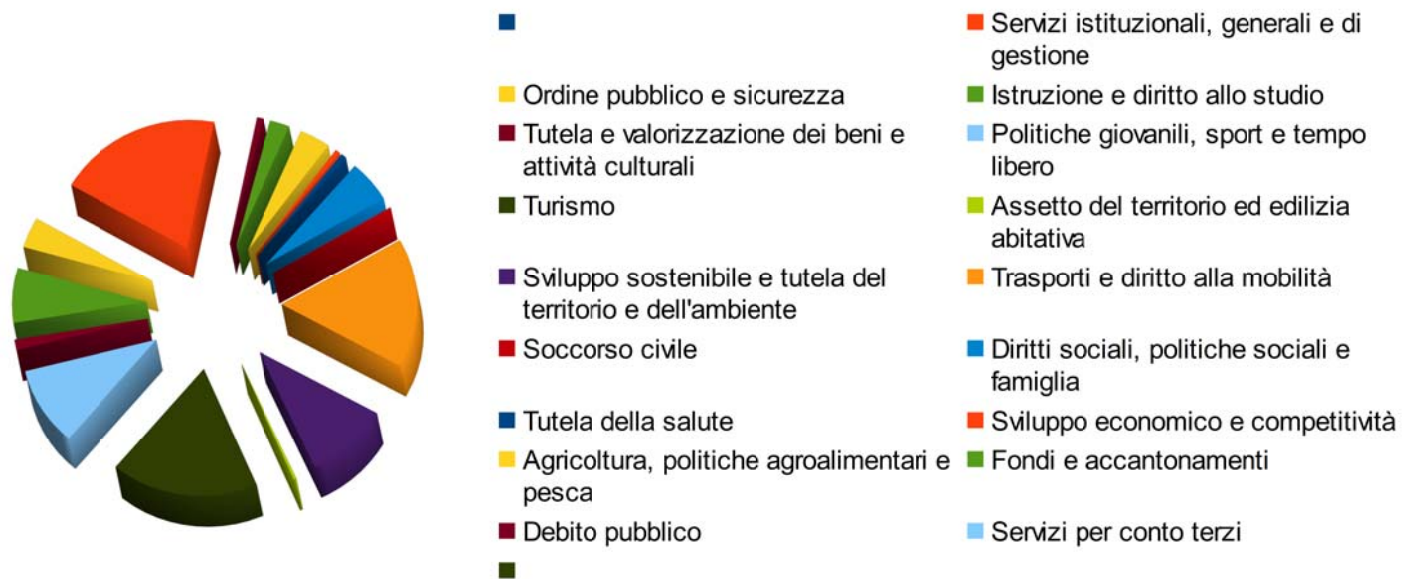 Servizi istituzionali, generali e di
gestione
Ordine pubblico e sicurezza
Istruzione e diritto allo studio
Tutela e valorizzazione dei beni e
attività culturali
Politiche giovanili, sport e tempo
libero
Turismo
Assetto del territorio ed edilizia
abitativa
Sviluppo sostenibile e tutela del
territorio e dell'ambiente
Trasporti e diritto alla mobilità
Soccorso civile
Diritti sociali, politiche sociali e
famiglia
Tutela della salute
Sviluppo economico e competitività
Agricoltura, politiche agroalimentari e
pesca
Fondi e accantonamenti
Debito pubblico
Servizi per conto terzi